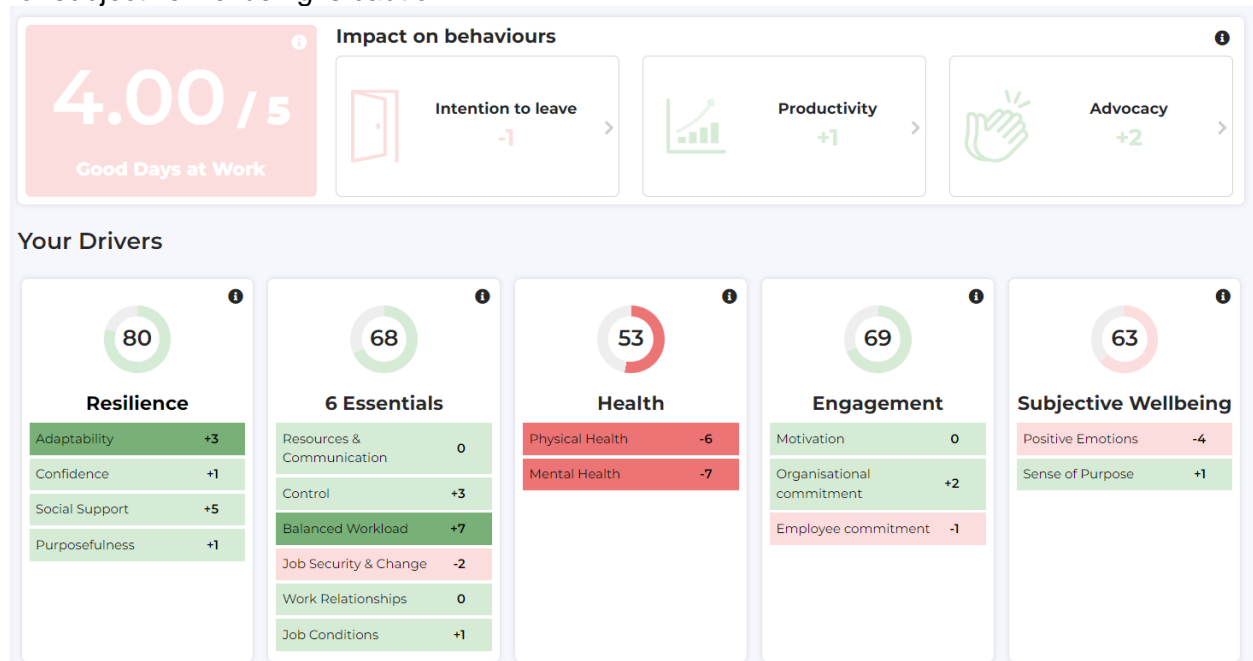 Impact on behaviours
4.00 / 5
Good Days at Work
Intention to leave
-1
Productivity
+1
Advocacy
+2
Your Drivers
80
Resilience
Adaptability +3
Confidence +1
Social Support +5
Purposefulness +1
68
6 Essentials
Resources &
Communication 0
Control +3
Balanced Workload +7
Job Security & Change -2
Work Relationships 0
Job Conditions +1
53
Health
Physical Health -6
Mental Health -7
69
Engagement
Motivation 0
Organisational
commitment +2
Employee commitment -1
63
Subjective Wellbeing
Positive Emotions -4
Sense of Purpose +1